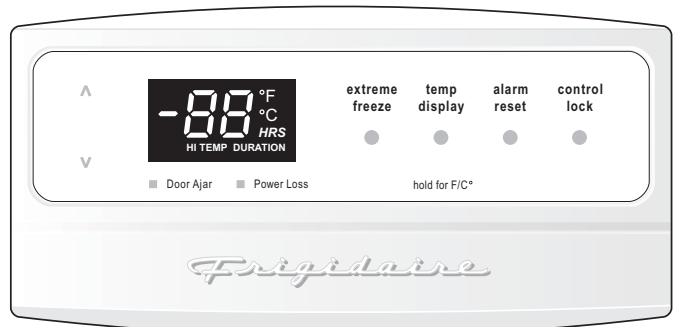 ^
v
-88
°F
°C
HRS
HI TEMP DURATION
extreme freeze
temp display
alarm reset
control lock
Door Ajar
Power Loss
hold for F/C°
Frigidaire